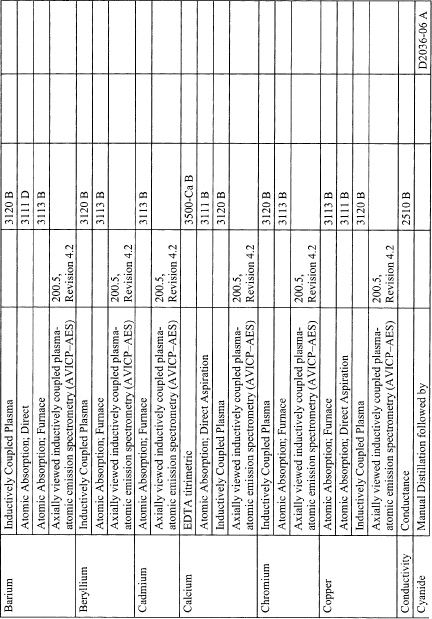 Barium Inductively Coupled Plasma 3120 B
Atomic Absorption; Direct 3111 D
Atomic Absorption; Furnace 3113 B
Axially viewed inductively coupled plasma- 200.5,
atomic emission spectrometry (AVICP–AES) Revision 4.2
Beryllium Inductively Coupled Plasma 3120 B
Atomic Absorption; Furnace 3113 B
Axially viewed inductively coupled plasma- 200.5,
atomic emission spectrometry (AVICP–AES) Revision 4.2
Cadmium Atomic Absorption; Furnace 3113 B
Axially viewed inductively coupled plasma- 200.5,
atomic emission spectrometry (AVICP–AES) Revision 4.2
Calcium EDTA titrimetric 3500-Ca B
Atomic Absorption; Direct Aspiration 3111 B
Inductively Coupled Plasma 3120 B
Axially viewed inductively coupled plasma- 200.5,
atomic emission spectrometry (AVICP–AES) Revision 4.2
Chromium Inductively Coupled Plasma 3120 B
Atomic Absorption; Furnace 3113 B
Axially viewed inductively coupled plasma- 200.5,
atomic emission spectrometry (AVICP–AES) Revision 4.2
Copper Atomic Absorption; Furnace 3113 B
Atomic Absorption; Direct Aspiration 3111 B
Inductively Coupled Plasma 3120 B
Axially viewed inductively coupled plasma- 200.5,
atomic emission spectrometry (AVICP–AES) Revision 4.2
Conductivity Conductance 2510 B
Cyanide Manual Distillation followed by D2036-06 A